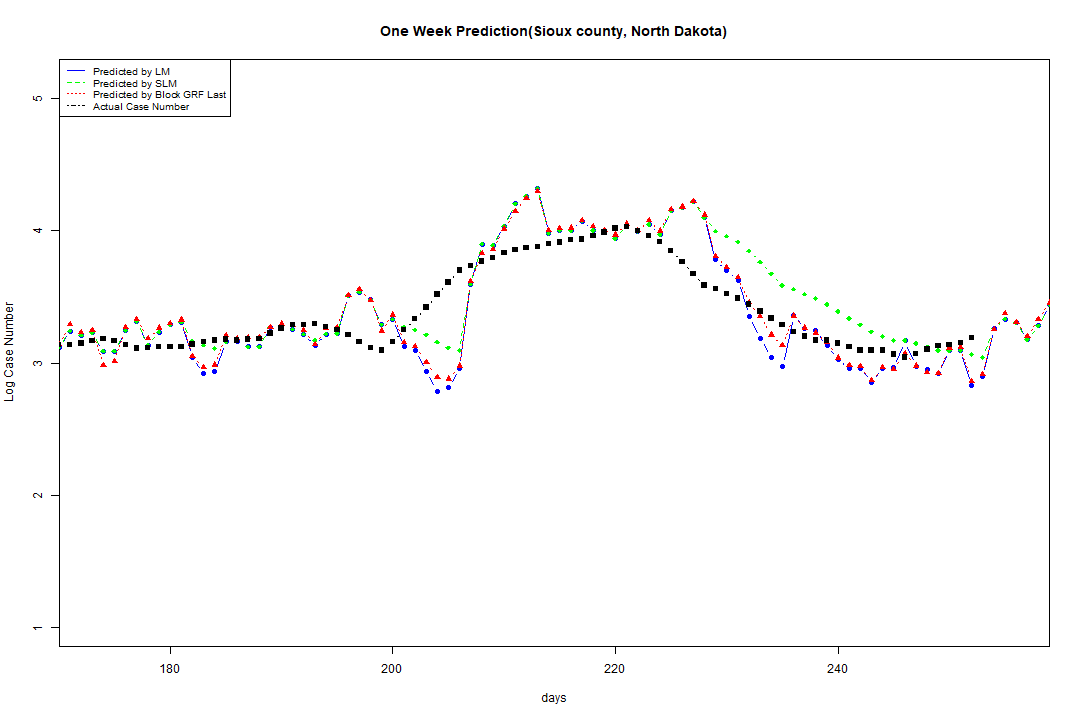 One Week Prediction(Sioux county, North Dakota)
Predicted by LM
Predicted by SLM
Predicted by Block GRF Last
Actual Case Number
5
4
3
2
1
Log Case Number
180 200 220 240
days